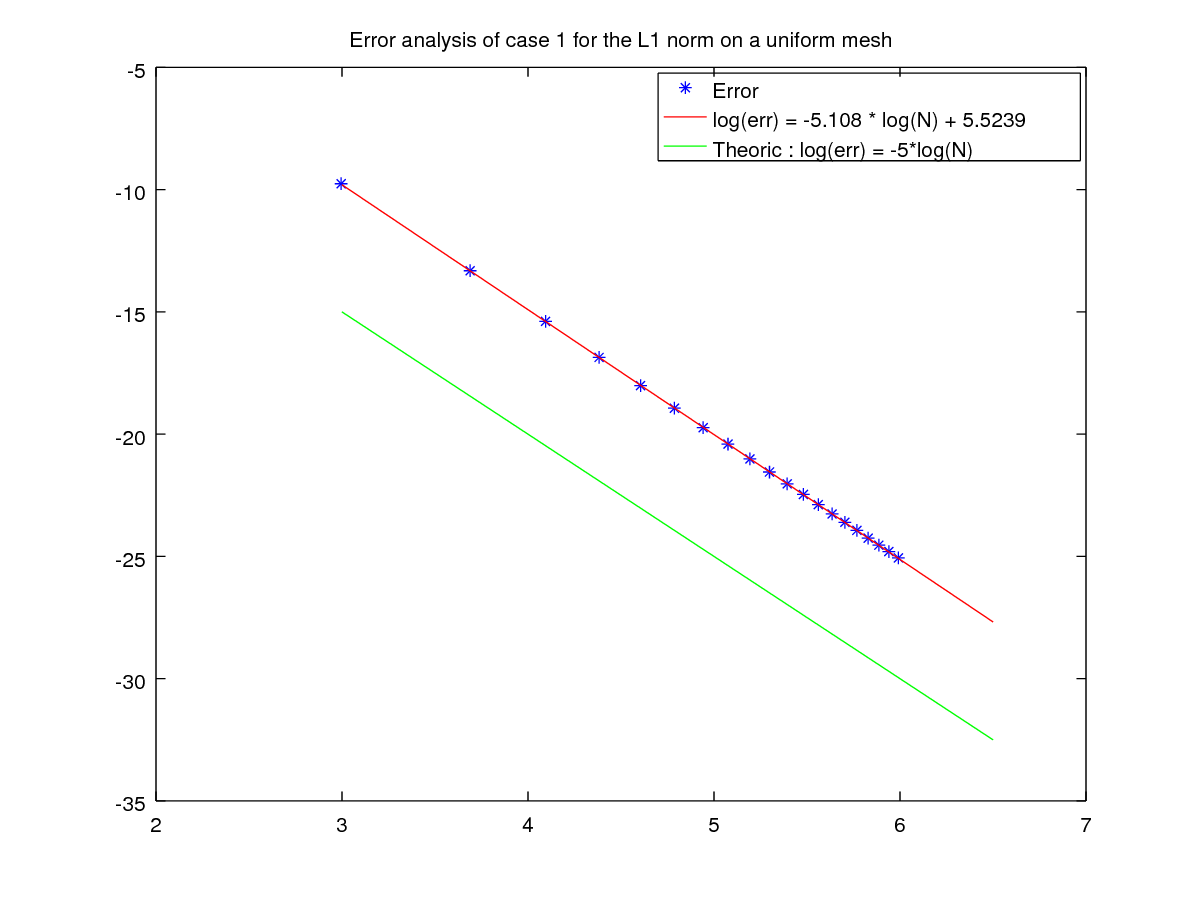 Error analysis of case 1 for the L1 norm on a uniform mesh
Error
log(err) = -5.108 * log(N) + 5.5239
Theoric : log(err) = -5*log(N)
-5
-10
-15
-20
-25
-30
-35
2 3 4 5 6 7